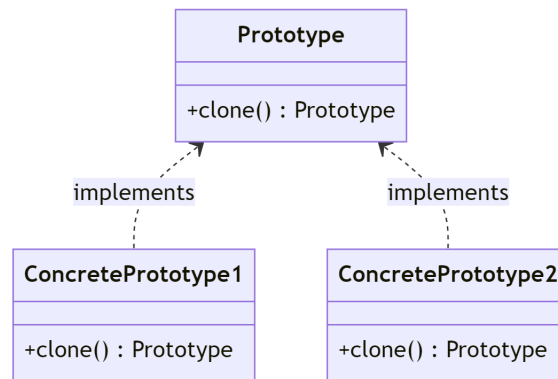 Prototype
+clone() : Prototype
implements
implements
ConcretePrototype1
ConcretePrototype2
+clone() : Prototype
+clone() : Prototype